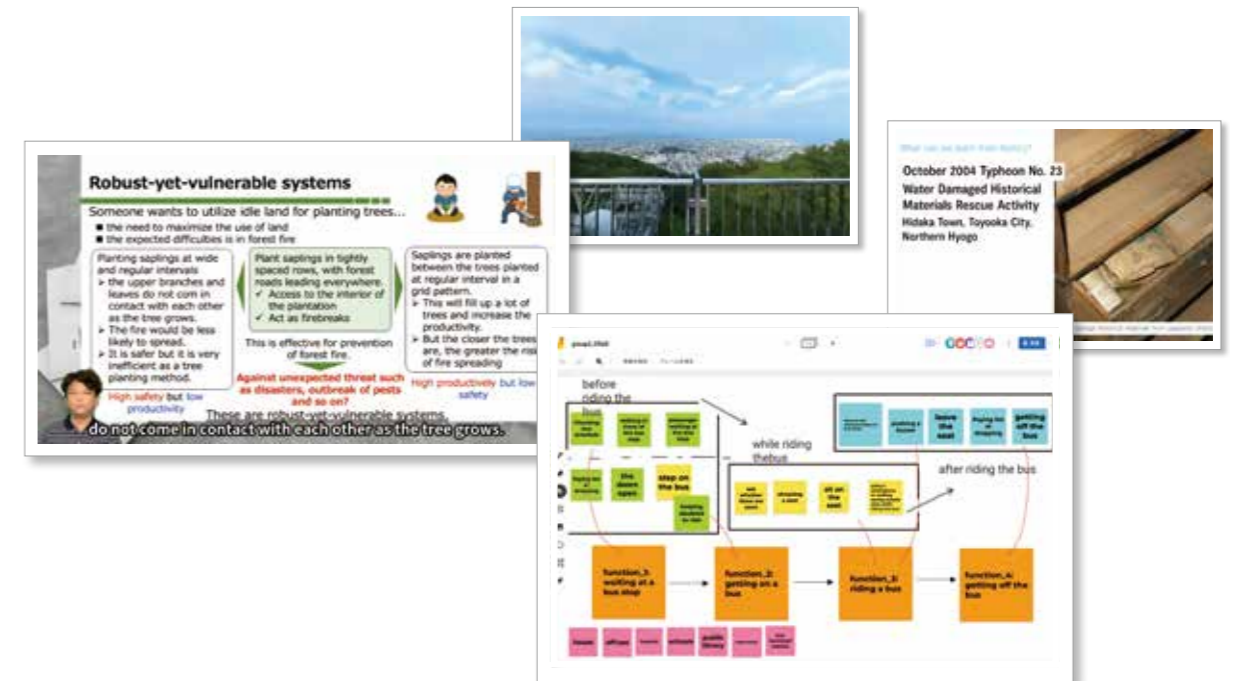 Robust-yet-vulnerable systems
Someone wants to utilize idle land for planting trees...
■ the need to maximize the use of land
■ the expected difficulties is in forest fire
Planting saplings at wide
and regular intervals
➢ the upper branches and
leaves do not com in
contact with each other
as the tree grows.
➢ The fire would be less
likely to spread.
➢ It is safer but it is very
inefficient as a tree
planting method.
High safety but low
productivity
Plant saplings in tightly
spaced rows, with forest
roads leading everywhere.
✓ Access to the interior of
the plantation
✓ Act as firebreaks
This is effective for prevention
of forest fire.
Against unexpected threat such
as disasters, outbreak of pests
and so on?
These are robust-yet-vulnerable systems.
Saplings are planted
between the trees planted
at regular interval in a
grid pattern.
➢ This will fill up a lot of
trees and increase the
productivity.
➢ But the closer the trees
are, the greater the risk
of fire spreading
High productively but low
safety
do not come in contact with each other as the tree grows.
What can we learn from history?
October 2004 Typhoon No. 23
Water Damaged Historical
Materials Rescue Activity
Hidaka Town, Toyooka City,
Northern Hyogo
before
riding the
bus
the
doors
open
step on
the bus
while riding
thebus
sit on
the
seat
pushing a
buzzer
leave
the
seat
getting
off the
bus
after riding the bus
function_1:
waiting at a
bus stop
function_2:
getting on a
bus
function_3:
riding a bus
function_4:
getting off the
bus
offices
schools
public
library